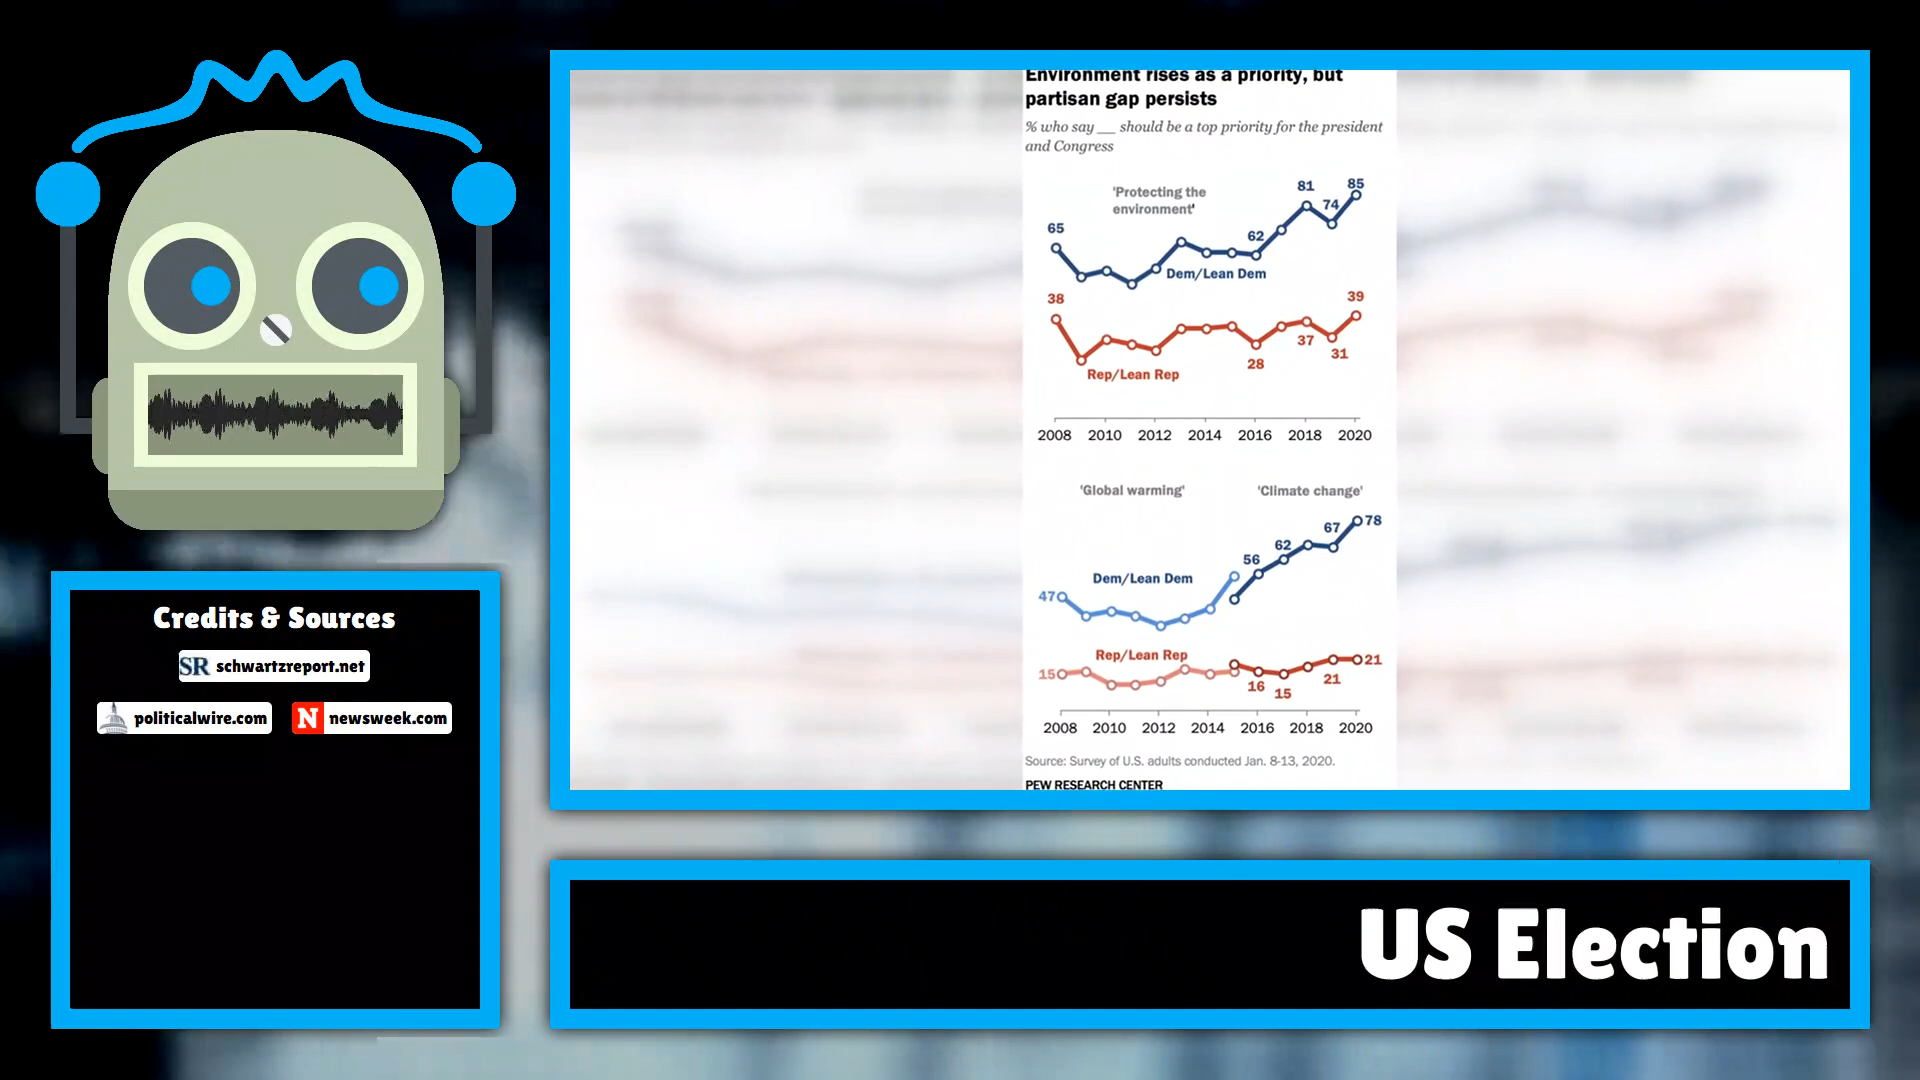 Environment rises as a priority, but
partisan gap persists
% who say __ should be a top priority for the president
and Congress
'Protecting the
environment'
81
85
74
65
62
Dem/Lean Dem
38
39
37
31
28
Rep/Lean Rep
2008 2010 2012 2014 2016 2018 2020
'Global warming'
'Climate change'
78
67
62
56
Dem/Lean Dem
47
Rep/Lean Rep
15
21
16
15
21
2008 2010 2012 2014 2016 2018 2020
Source: Survey of U.S. adults conducted Jan. 8-13, 2020.
PEW RESEARCH CENTER
Credits & Sources
SR schwartzreport.net
politicalwire.com
N newsweek.com
US Election